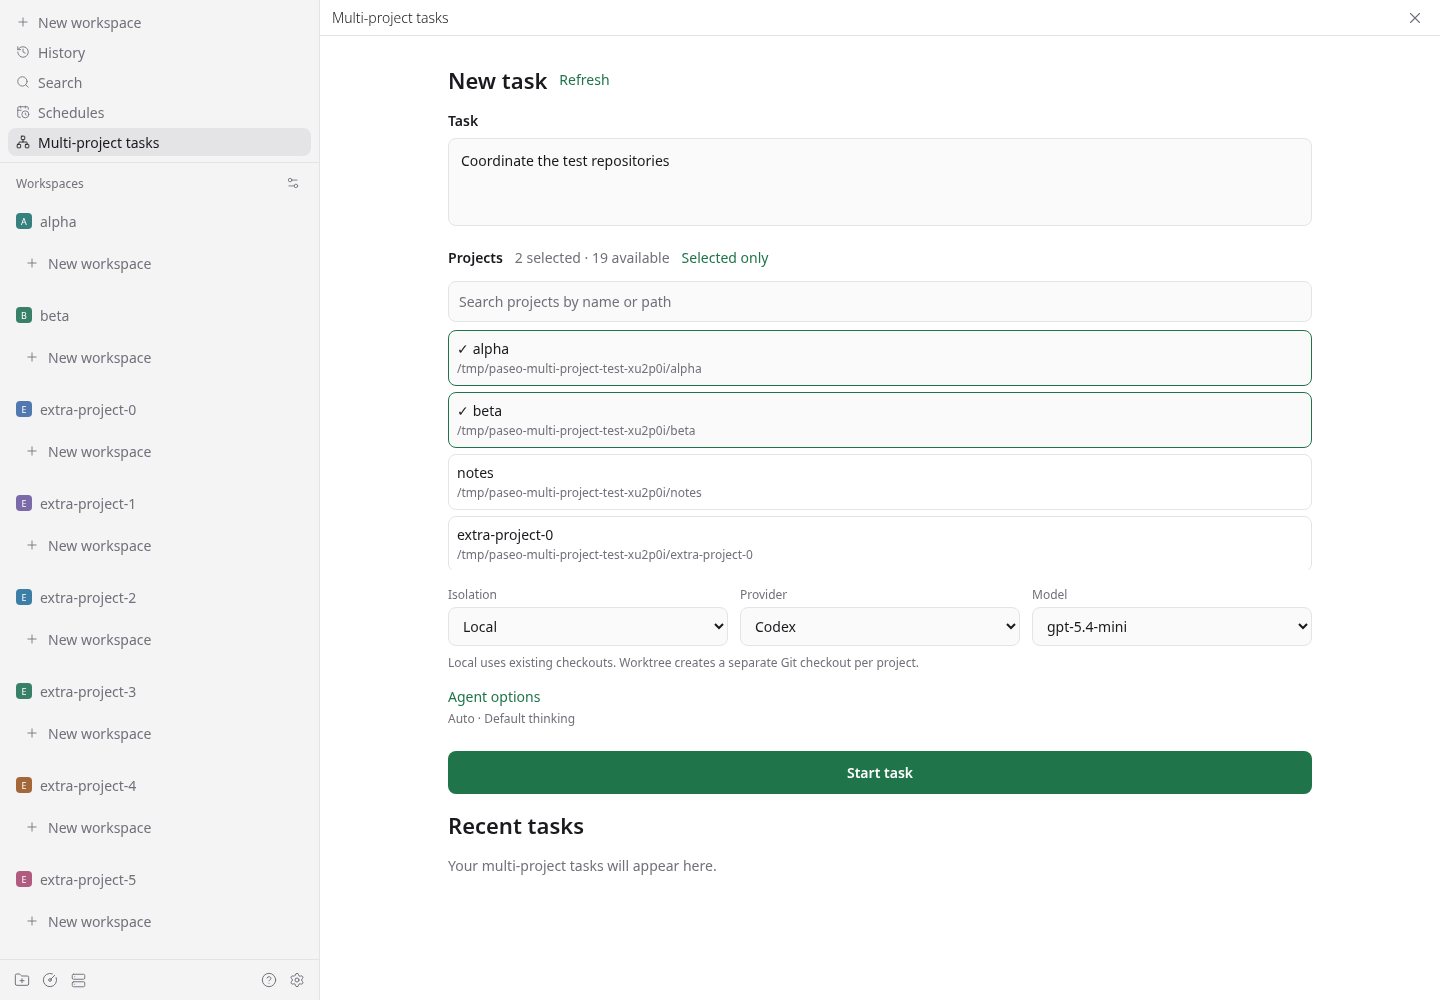 New workspace
History
Search
Schedules
Multi-project tasks
Workspaces
A alpha
New workspace
B beta
New workspace
E extra-project-0
New workspace
E extra-project-1
New workspace
E extra-project-2
New workspace
E extra-project-3
New workspace
E extra-project-4
New workspace
E extra-project-5
New workspace
Multi-project tasks
New task Refresh
Task
Coordinate the test repositories
Projects 2 selected · 19 available Selected only
Search projects by name or path
✓ alpha
/tmp/paseo-multi-project-test-xu2p0i/alpha
✓ beta
/tmp/paseo-multi-project-test-xu2p0i/beta
notes
/tmp/paseo-multi-project-test-xu2p0i/notes
extra-project-0
/tmp/paseo-multi-project-test-xu2p0i/extra-project-0
Isolation Provider Model
Local Codex gpt-5.4-mini
Local uses existing checkouts. Worktree creates a separate Git checkout per project.
Agent options
Auto · Default thinking
Start task
Recent tasks
Your multi-project tasks will appear here.